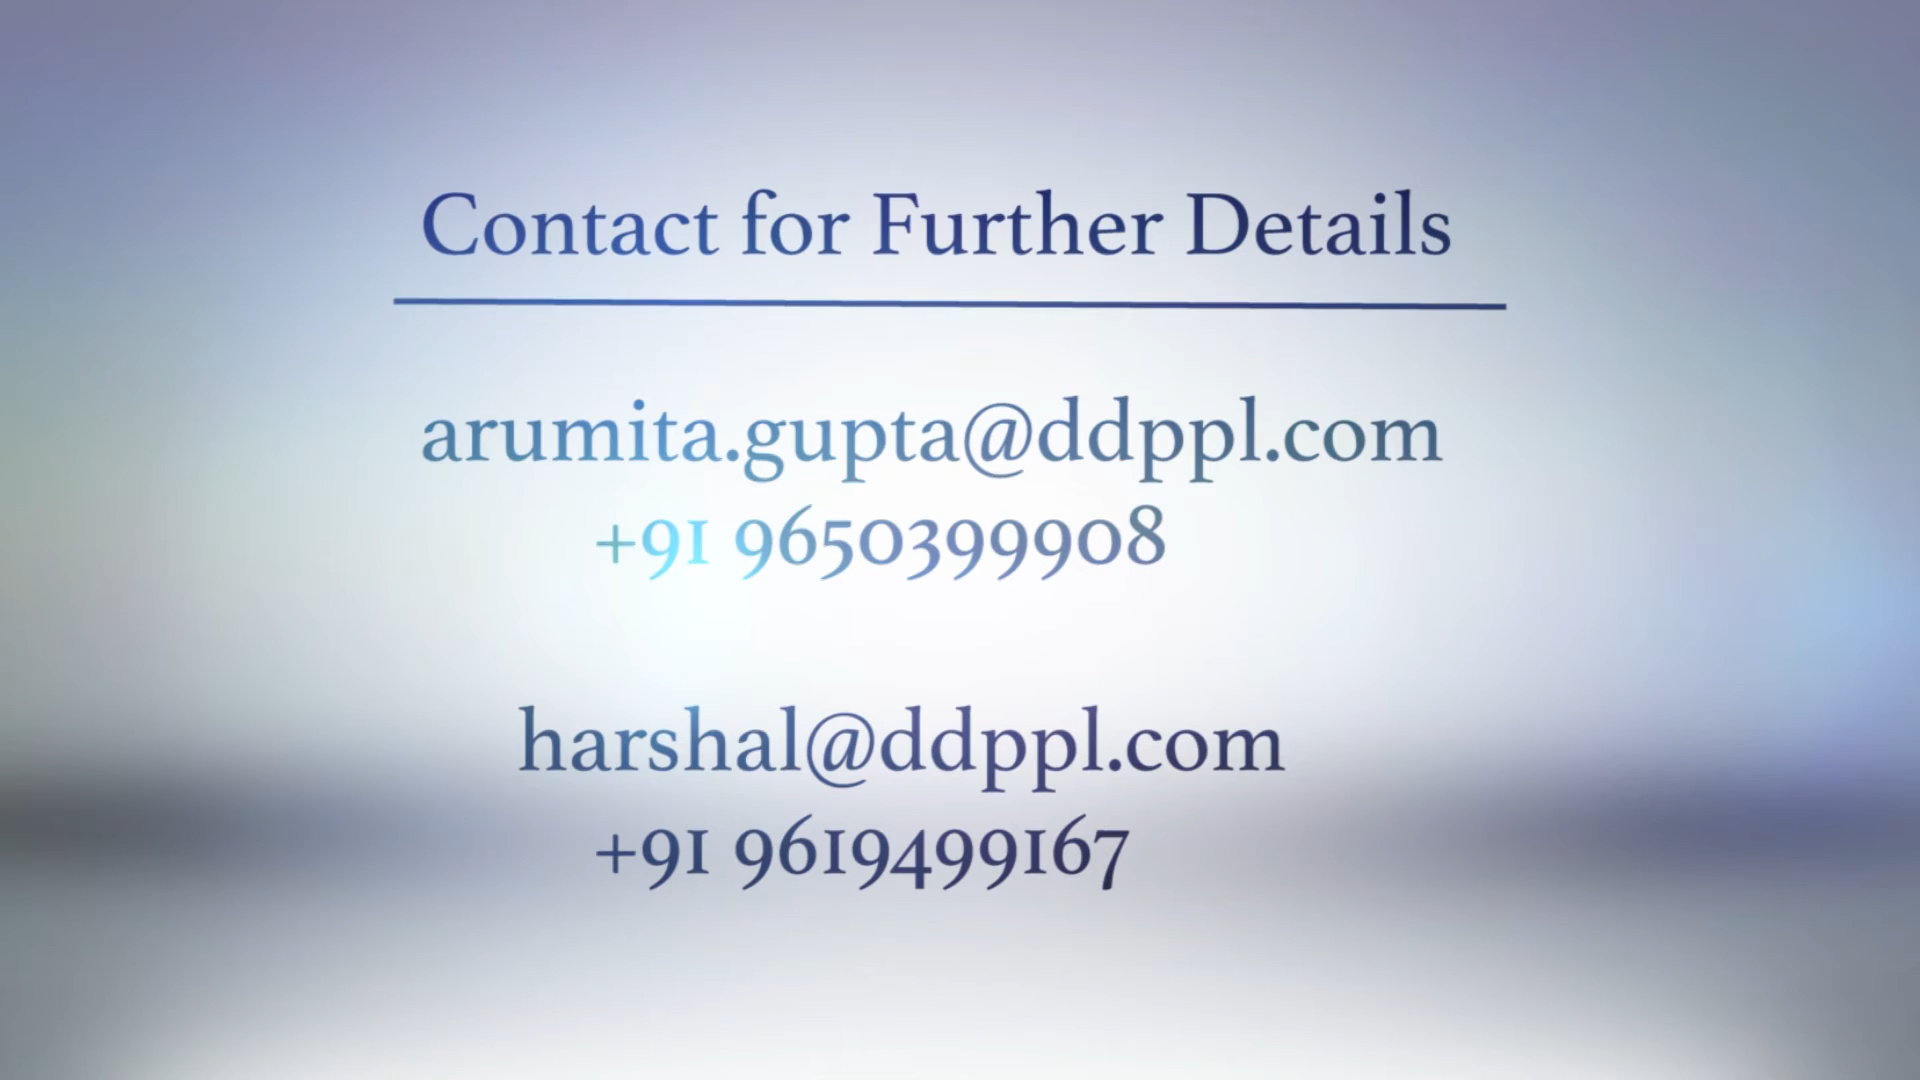 Contact for Further Details
arumita.gupta@ddppl.com
+91 9650399908
harshal@ddppl.com
+91 9619499167